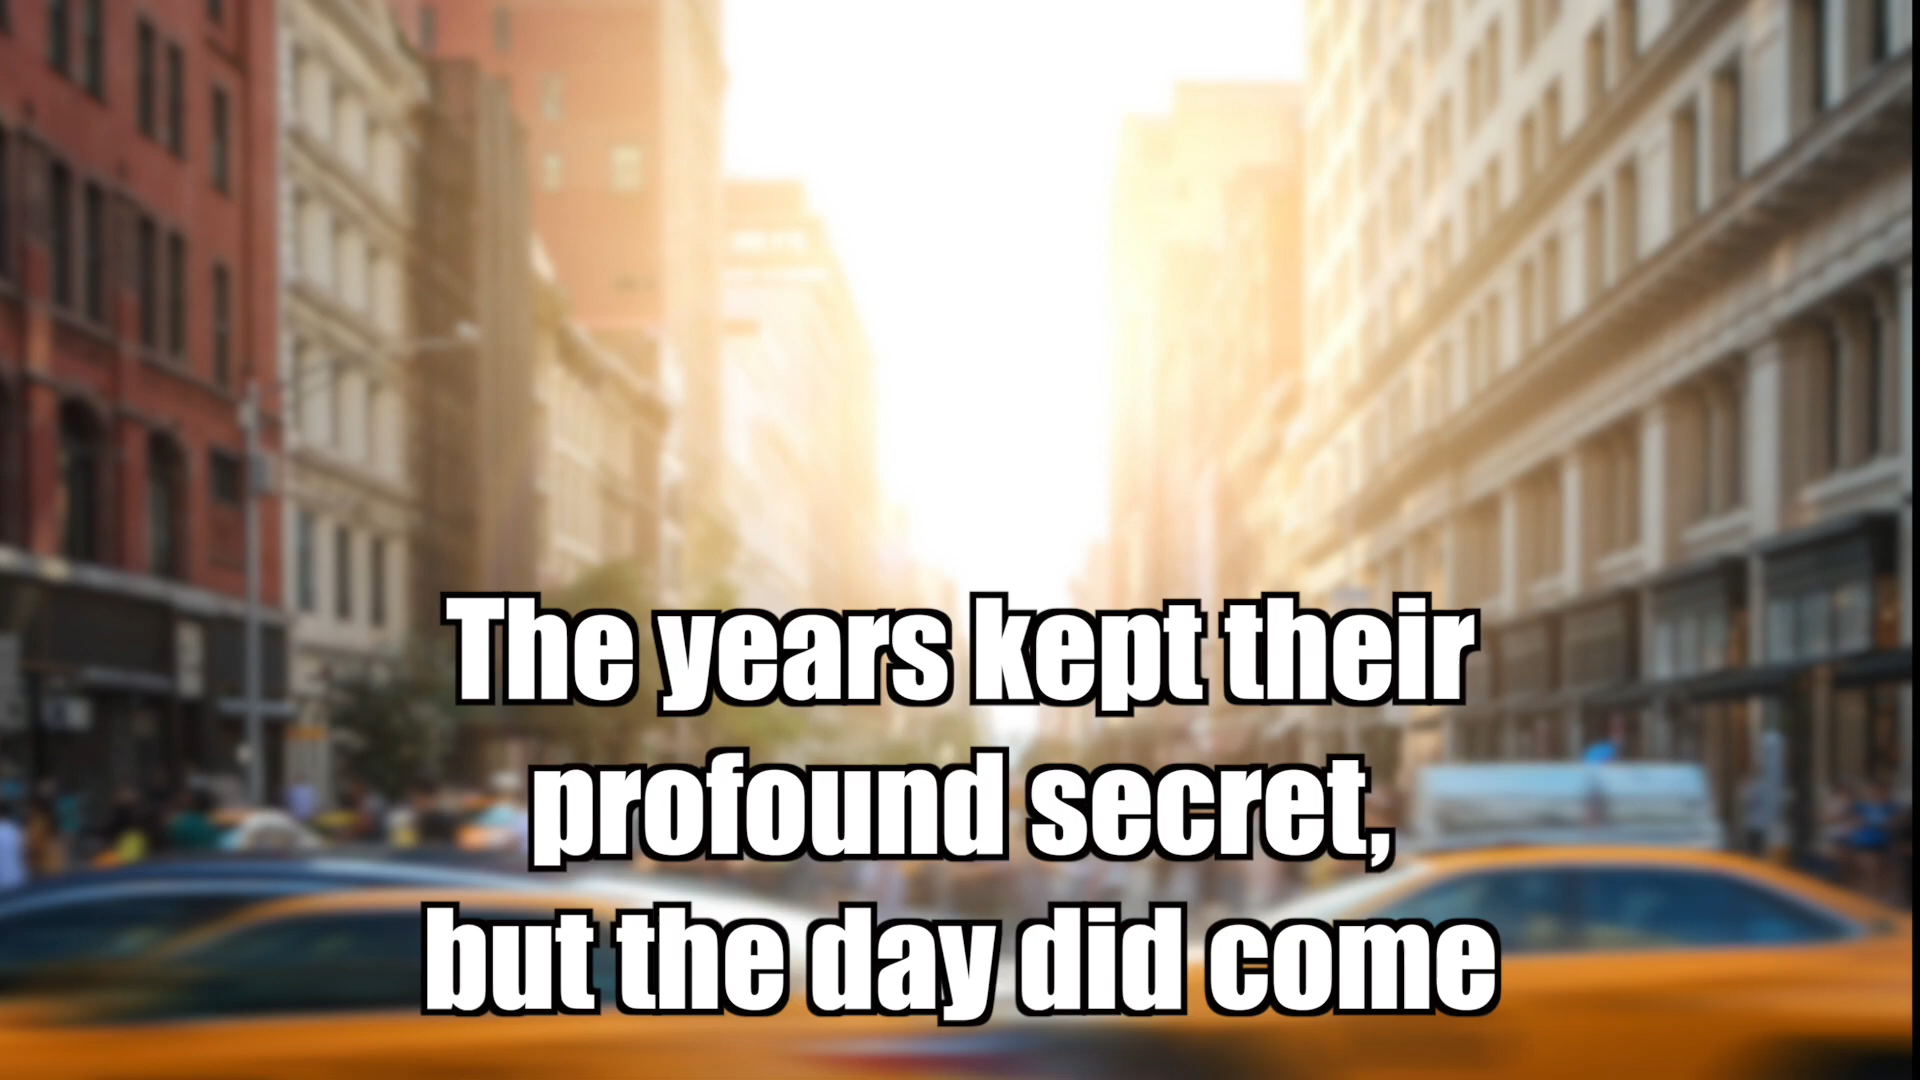 The years kept their
profound secret,
but the day did come